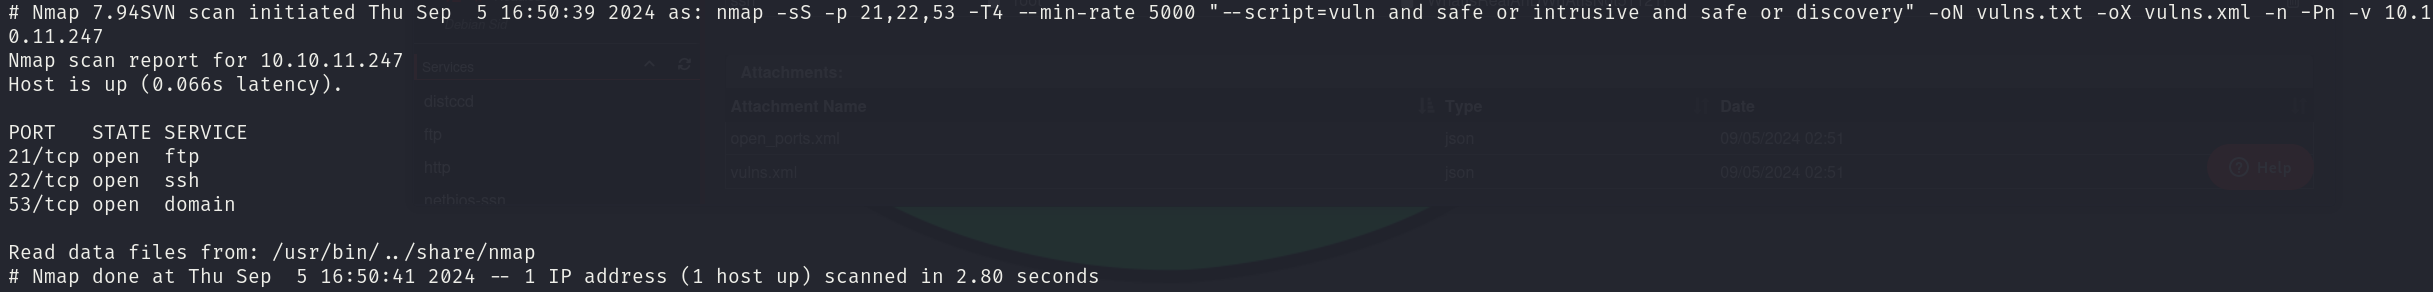 # Nmap 7.94SVN scan initiated Thu Sep  5 16:50:39 2024 as: nmap -sS -p 21,22,53 -T4 --min-rate 5000 "--script=vuln and safe or intrusive and safe or discovery" -oN vulns.txt -oX vulns.xml -n -Pn -v 10.1
0.11.247
Nmap scan report for 10.10.11.247
Host is up (0.066s latency).
PORT   STATE SERVICE
21/tcp open  ftp
22/tcp open  ssh
53/tcp open  domain
Read data files from: /usr/bin/../share/nmap
# Nmap done at Thu Sep  5 16:50:41 2024 -- 1 IP address (1 host up) scanned in 2.80 seconds
Services
distccd
ftp
http
netbios-ssn
Attachments:
Attachment Name Type Date
open_ports.xml json 09/05/2024 02:51
vulns.xml json 09/05/2024 02:51
Help